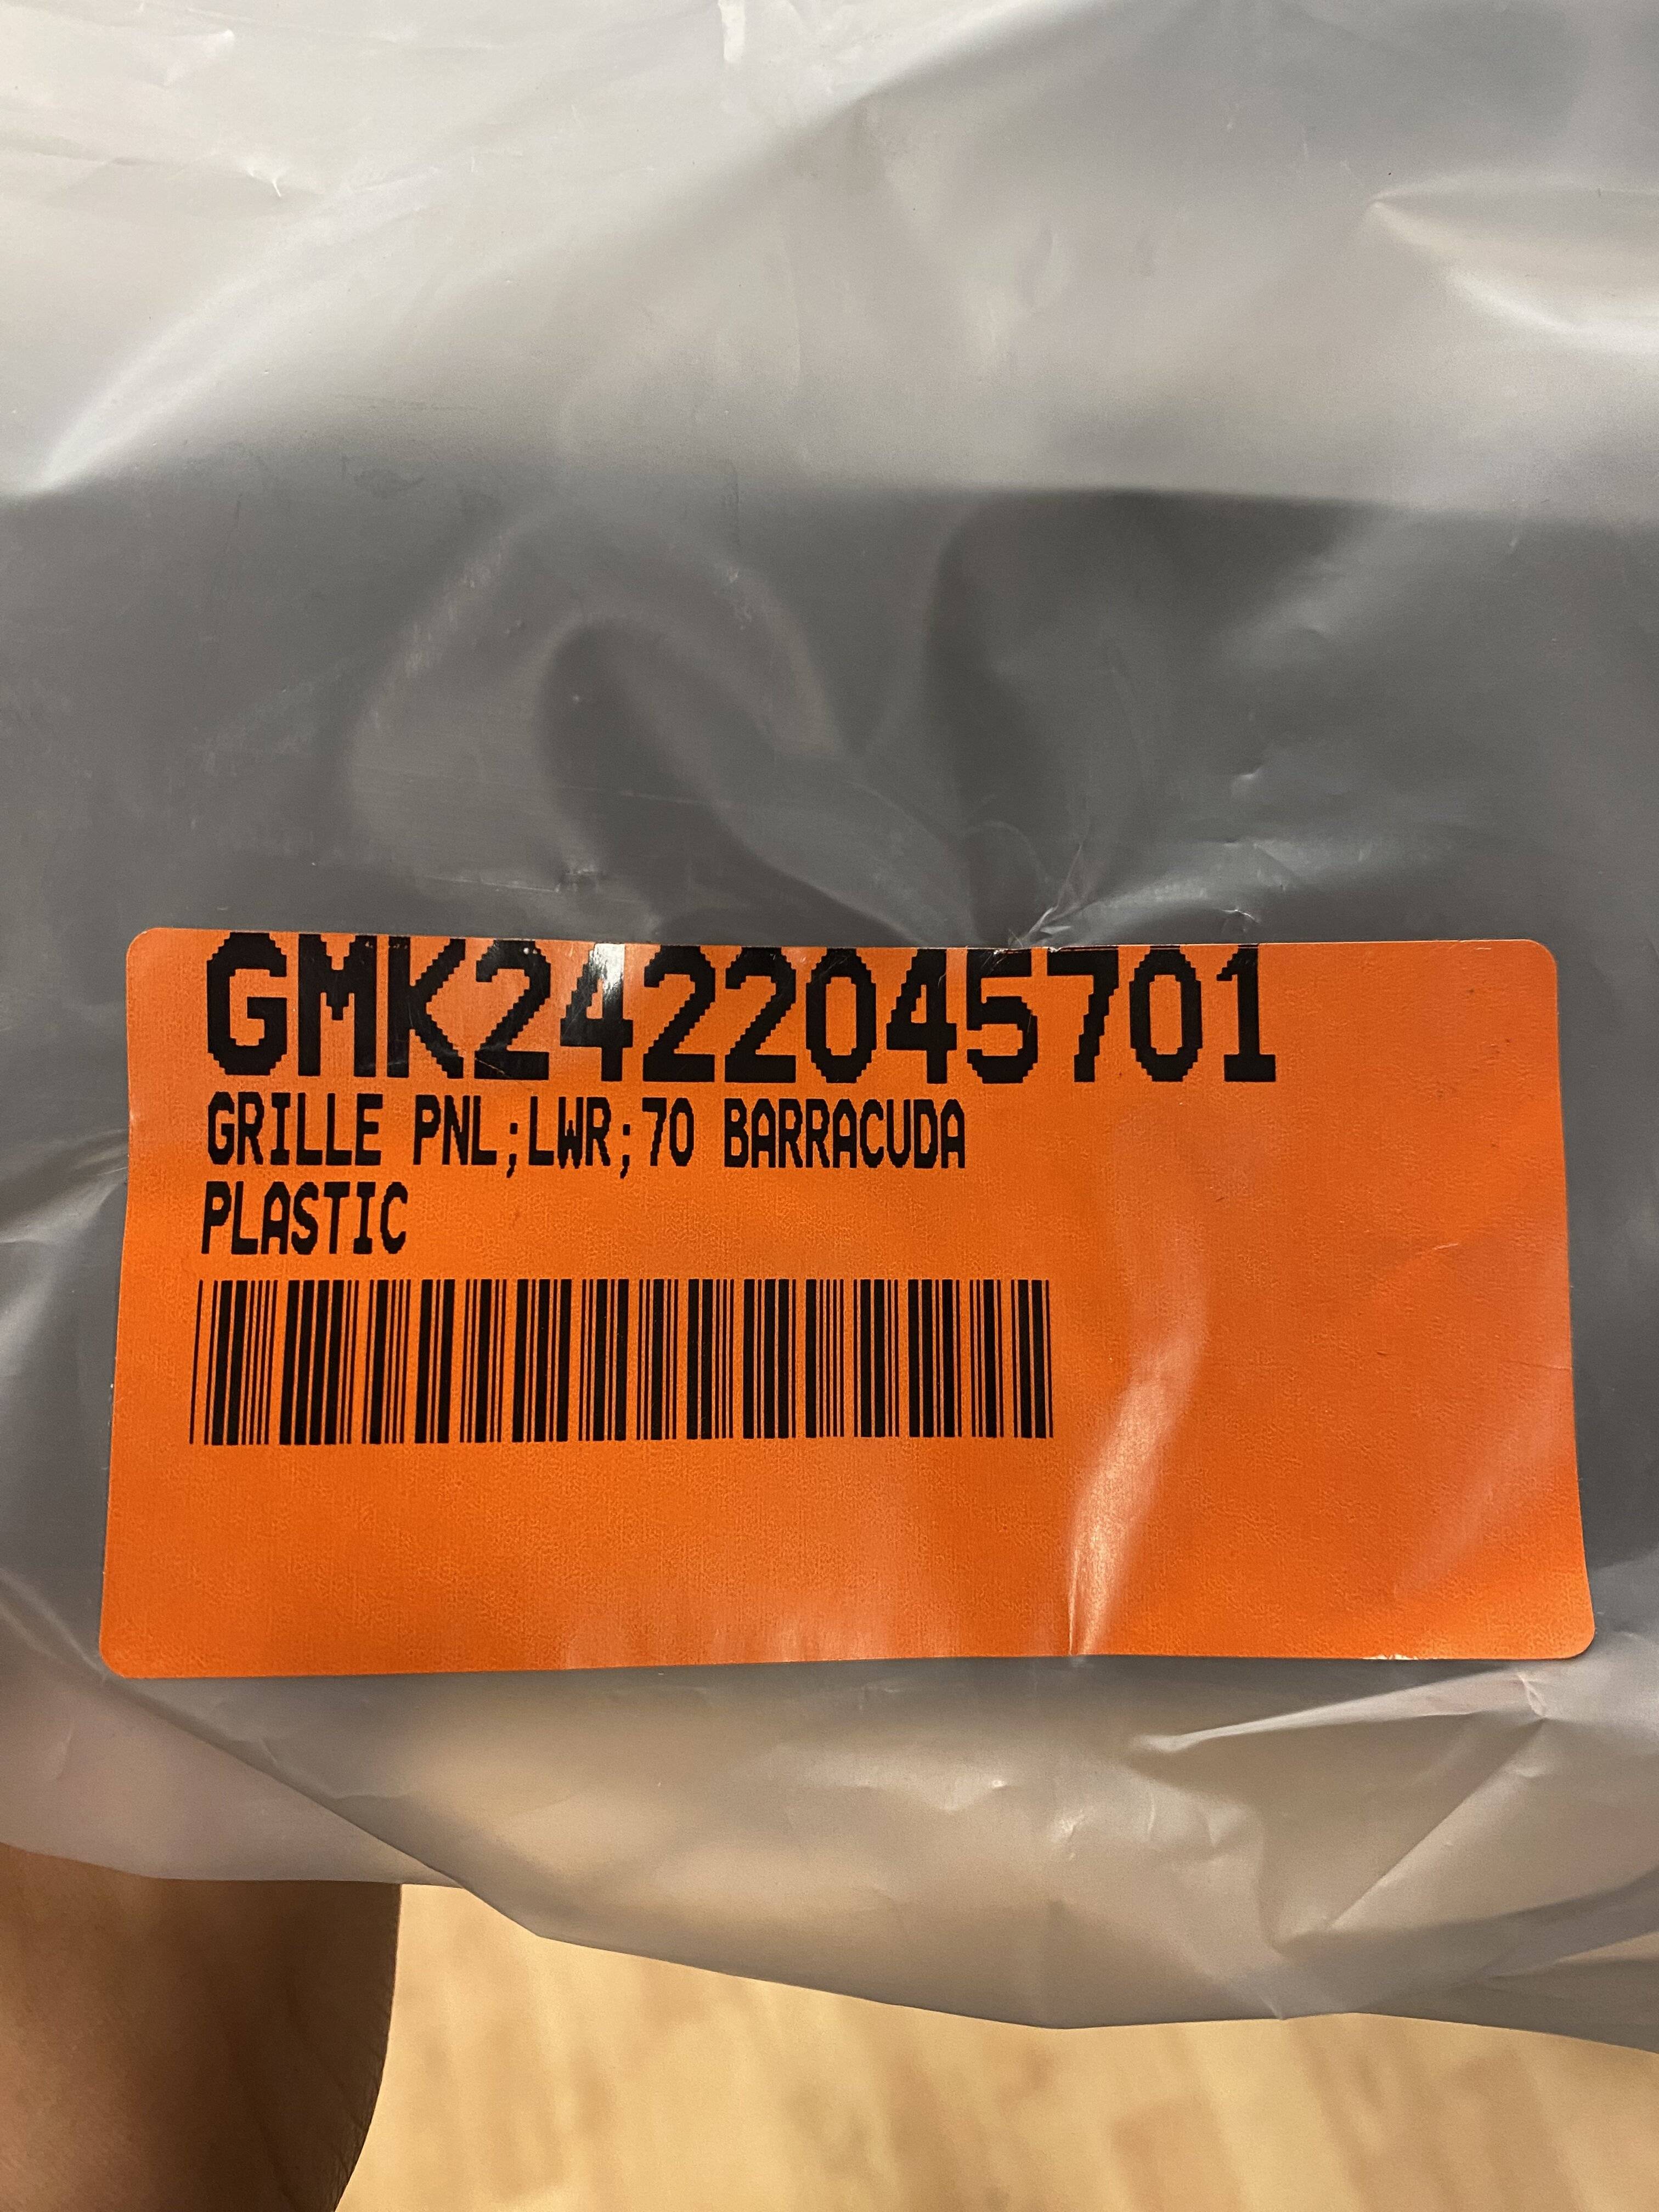 GMK2422045701
GRILLE PNL;LWR;70 BARRACUDA
PLASTIC